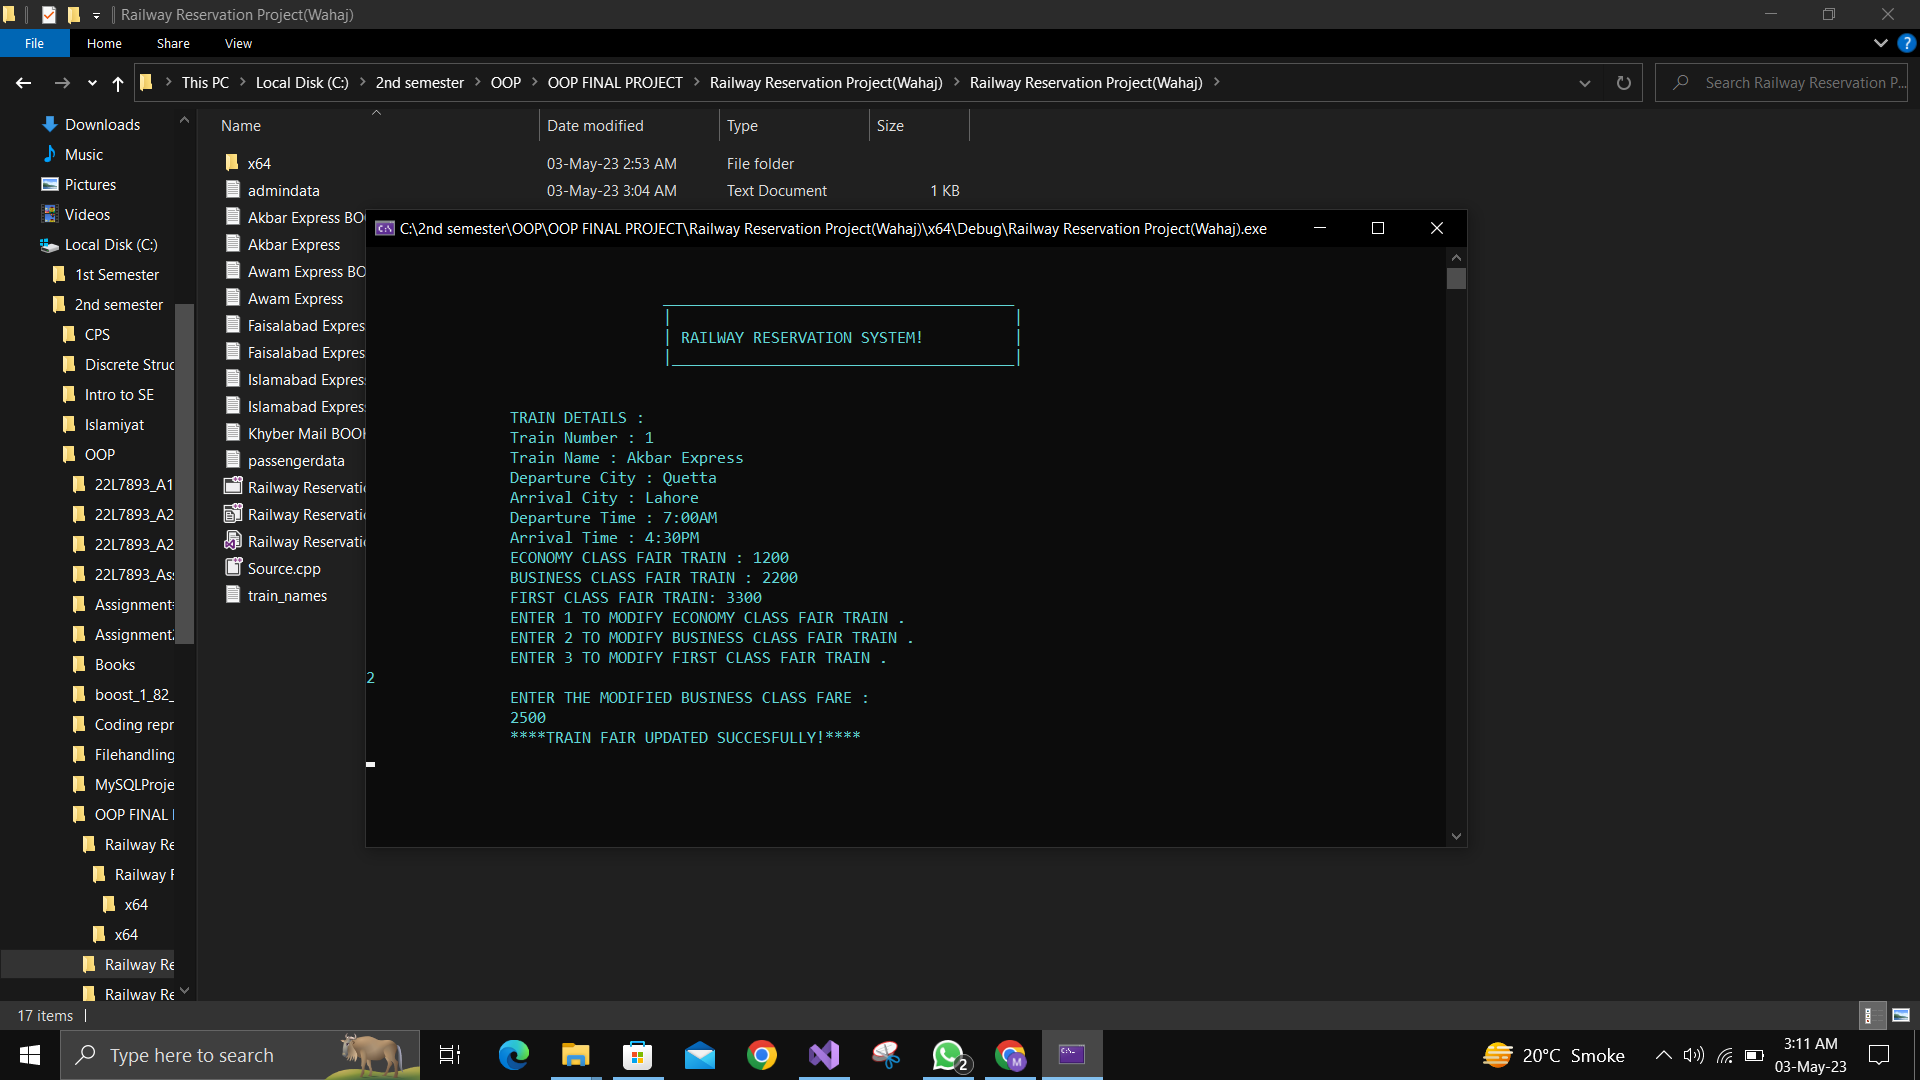 Railway Reservation Project(Wahaj)
File Home Share View
This PC Local Disk (C:) 2nd semester OOP OOP FINAL PROJECT Railway Reservation Project(Wahaj) Railway Reservation Project(Wahaj)
Search Railway Reservation P...
Name Date modified Type Size
Downloads
Music
Pictures
Videos
Local Disk (C:)
1st Semester
2nd semester
CPS
Discrete Struc
Intro to SE
Islamiyat
OOP
22L7893_A1
22L7893_A2
22L7893_A2
22L7893_Ass
Assignment
Assignment
Books
boost_1_82_
Coding repr
Filehandling
MySQLProje
OOP FINAL
Railway Re
Railway
x64
x64
Railway Re
Railway Re
x64 03-May-23 2:53 AM File folder
admindata 03-May-23 3:04 AM Text Document 1 KB
Akbar Express BO
Akbar Express
Awam Express BO
Awam Express
Faisalabad Expres
Faisalabad Expres
Islamabad Express
Islamabad Express
Khyber Mail BOOK
passengerdata
Railway Reservatio
Railway Reservatio
Railway Reservatio
Source.cpp
train_names
C:\2nd semester\OOP\OOP FINAL PROJECT\Railway Reservation Project(Wahaj)\x64\Debug\Railway Reservation Project(Wahaj).exe
RAILWAY RESERVATION SYSTEM!
TRAIN DETAILS :
Train Number : 1
Train Name : Akbar Express
Departure City : Quetta
Arrival City : Lahore
Departure Time : 7:00AM
Arrival Time : 4:30PM
ECONOMY CLASS FAIR TRAIN : 1200
BUSINESS CLASS FAIR TRAIN : 2200
FIRST CLASS FAIR TRAIN: 3300
ENTER 1 TO MODIFY ECONOMY CLASS FAIR TRAIN .
ENTER 2 TO MODIFY BUSINESS CLASS FAIR TRAIN .
ENTER 3 TO MODIFY FIRST CLASS FAIR TRAIN .
2
ENTER THE MODIFIED BUSINESS CLASS FARE :
2500
****TRAIN FAIR UPDATED SUCCESFULLY!****
17 items
Type here to search
2
M
20°C Smoke
3:11 AM
03-May-23